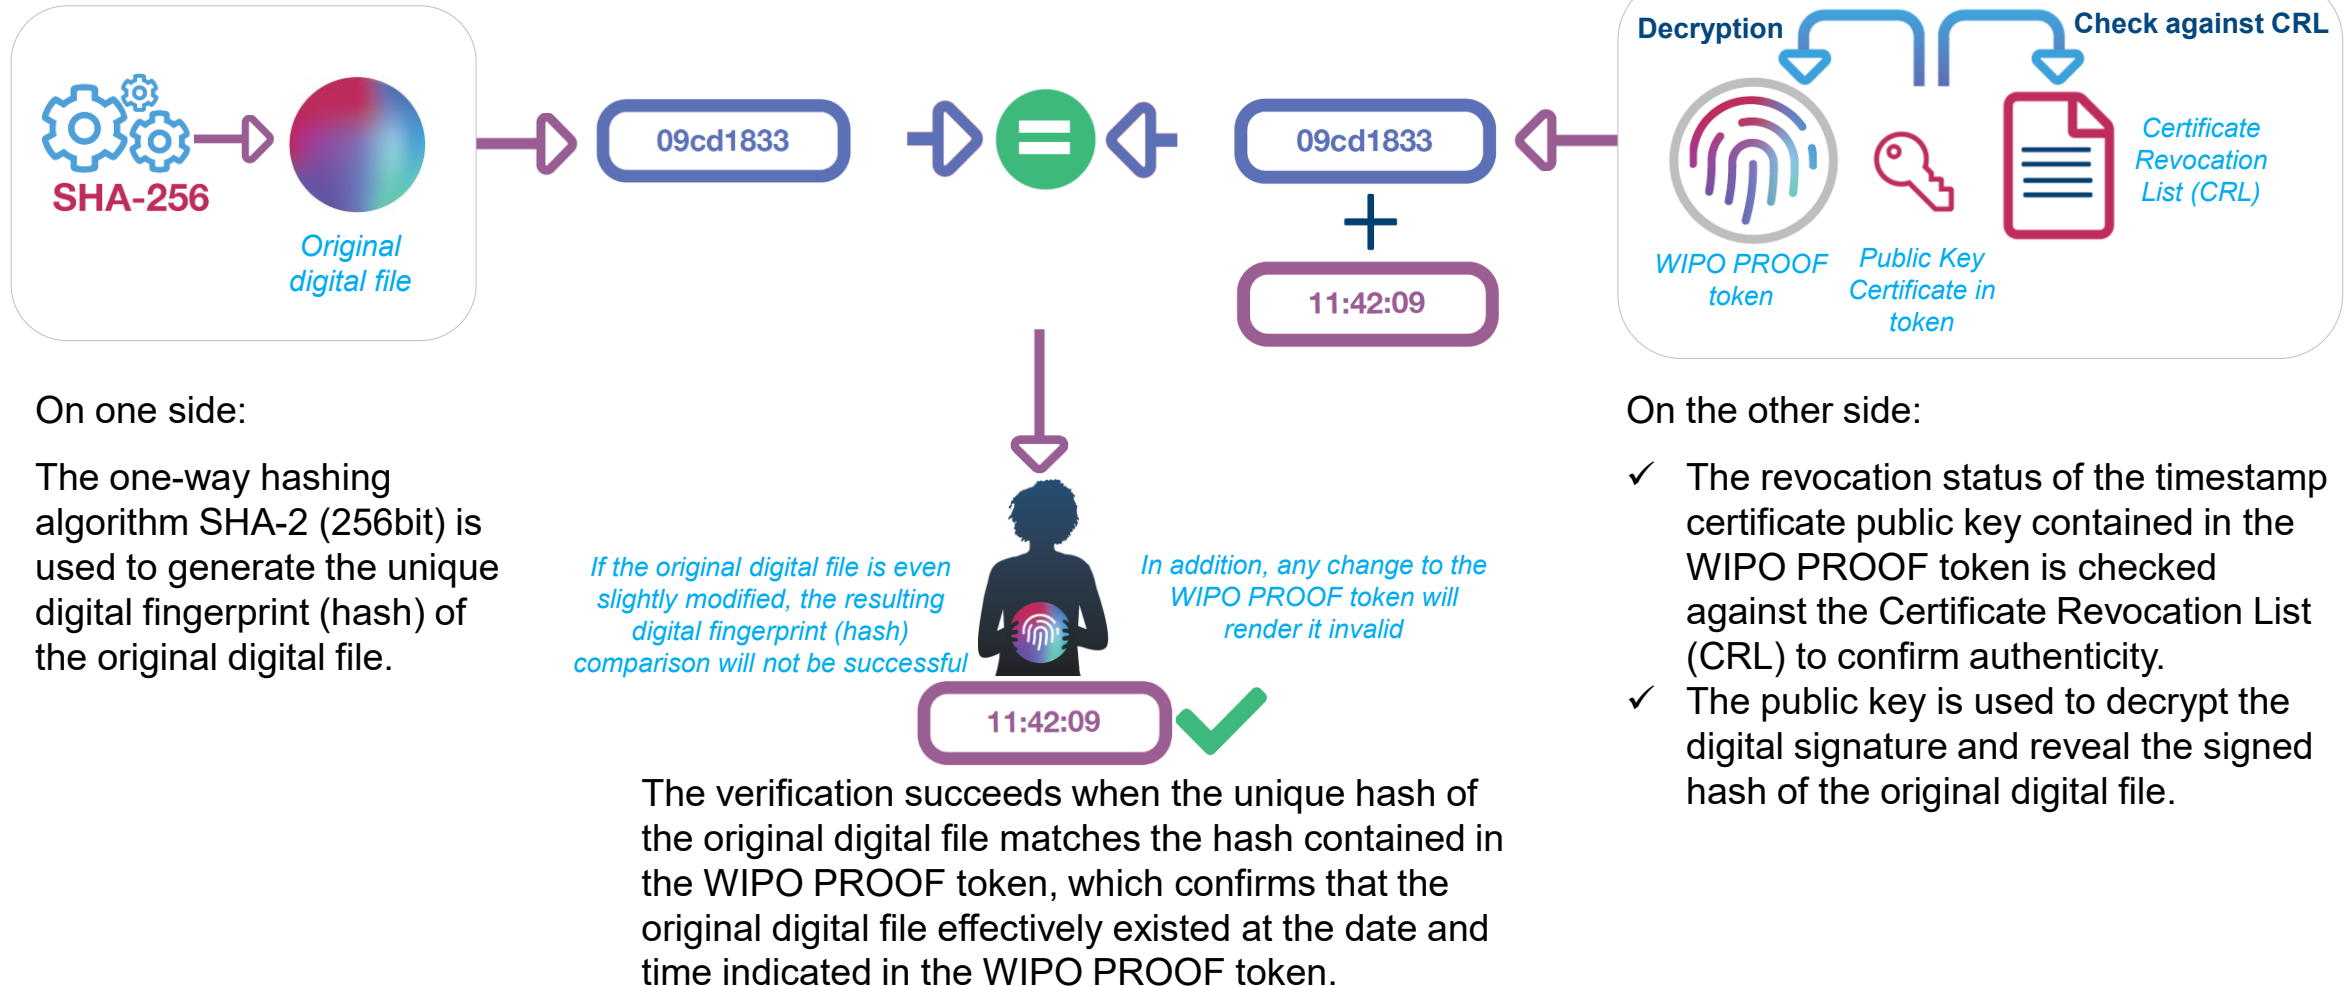 SHA-256
Original
digital file
09cd1833
09cd1833
11:42:09
Decryption
Check against CRL
WIPO PROOF
token
Public Key
Certificate in
token
Certificate
Revocation
List (CRL)
On one side:
The one-way hashing
algorithm SHA-2 (256bit) is
used to generate the unique
digital fingerprint (hash) of
the original digital file.
If the original digital file is even
slightly modified, the resulting
digital fingerprint (hash)
comparison will not be successful
In addition, any change to the
WIPO PROOF token will
render it invalid
11:42:09
The verification succeeds when the unique hash of
the original digital file matches the hash contained in
the WIPO PROOF token, which confirms that the
original digital file effectively existed at the date and
time indicated in the WIPO PROOF token.
On the other side:
✓ The revocation status of the timestamp
certificate public key contained in the
WIPO PROOF token is checked
against the Certificate Revocation List
(CRL) to confirm authenticity.
✓ The public key is used to decrypt the
digital signature and reveal the signed
hash of the original digital file.